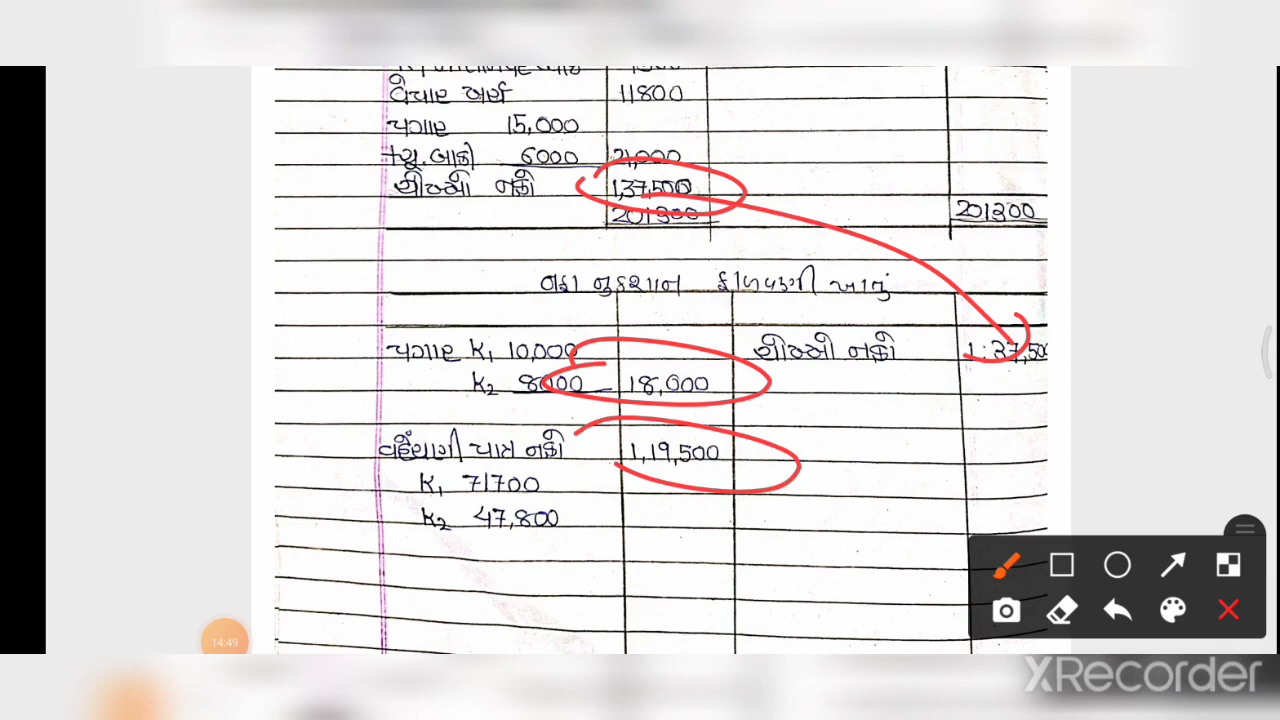 વેચાણ ખર્ચ 11800
પગાર 15,000
+ચૂ.બાકી 6000 21,000
ચોખ્ખો નફો 1,37,500
201300 201300
નફા નુકશાન ફાળવણી ખાતું
પગાર K1 10,000 ચોખ્ખો નફો 1,37,500
K2 8000 18,000
વહેંચણી પાત્ર નફો 1,19,500
K1 71700
K2 47,800
14:49
XRecorder